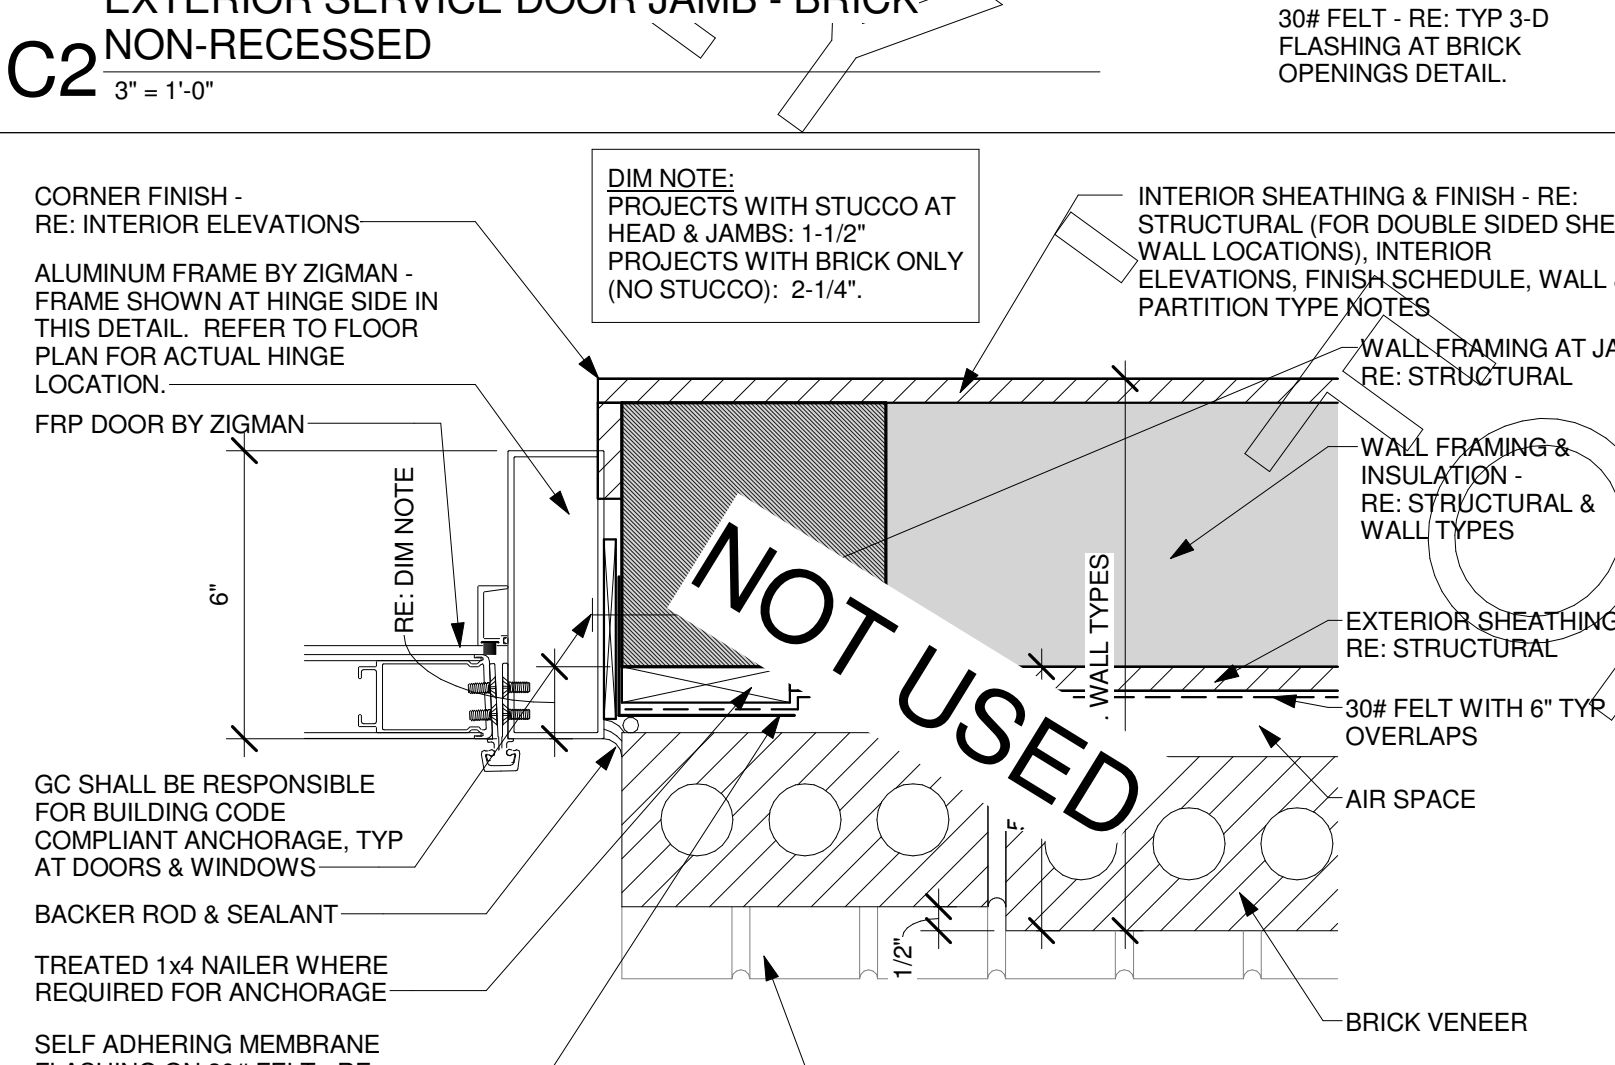 EXTERIOR SERVICE DOOR JAMB - BRICK
NON-RECESSED
C2
3" = 1'-0"
30# FELT - RE: TYP 3-D
FLASHING AT BRICK
OPENINGS DETAIL.
CORNER FINISH -
RE: INTERIOR ELEVATIONS
ALUMINUM FRAME BY ZIGMAN -
FRAME SHOWN AT HINGE SIDE IN
THIS DETAIL. REFER TO FLOOR
PLAN FOR ACTUAL HINGE
LOCATION.
FRP DOOR BY ZIGMAN
DIM NOTE:
PROJECTS WITH STUCCO AT
HEAD & JAMBS: 1-1/2"
PROJECTS WITH BRICK ONLY
(NO STUCCO): 2-1/4".
INTERIOR SHEATHING & FINISH - RE:
STRUCTURAL (FOR DOUBLE SIDED SHE
WALL LOCATIONS), INTERIOR
ELEVATIONS, FINISH SCHEDULE, WALL
PARTITION TYPE NOTES
WALL FRAMING AT JA
RE: STRUCTURAL
WALL FRAMING &
INSULATION -
RE: STRUCTURAL &
WALL TYPES
EXTERIOR SHEATHING
RE: STRUCTURAL
30# FELT WITH 6" TYP
OVERLAPS
AIR SPACE
BRICK VENEER
6"
RE: DIM NOTE
NOT USED
. WALL TYPES
1/2"
GC SHALL BE RESPONSIBLE
FOR BUILDING CODE
COMPLIANT ANCHORAGE, TYP
AT DOORS & WINDOWS
BACKER ROD & SEALANT
TREATED 1x4 NAILER WHERE
REQUIRED FOR ANCHORAGE
SELF ADHERING MEMBRANE
FLASHING ON 30# FELT - RE: